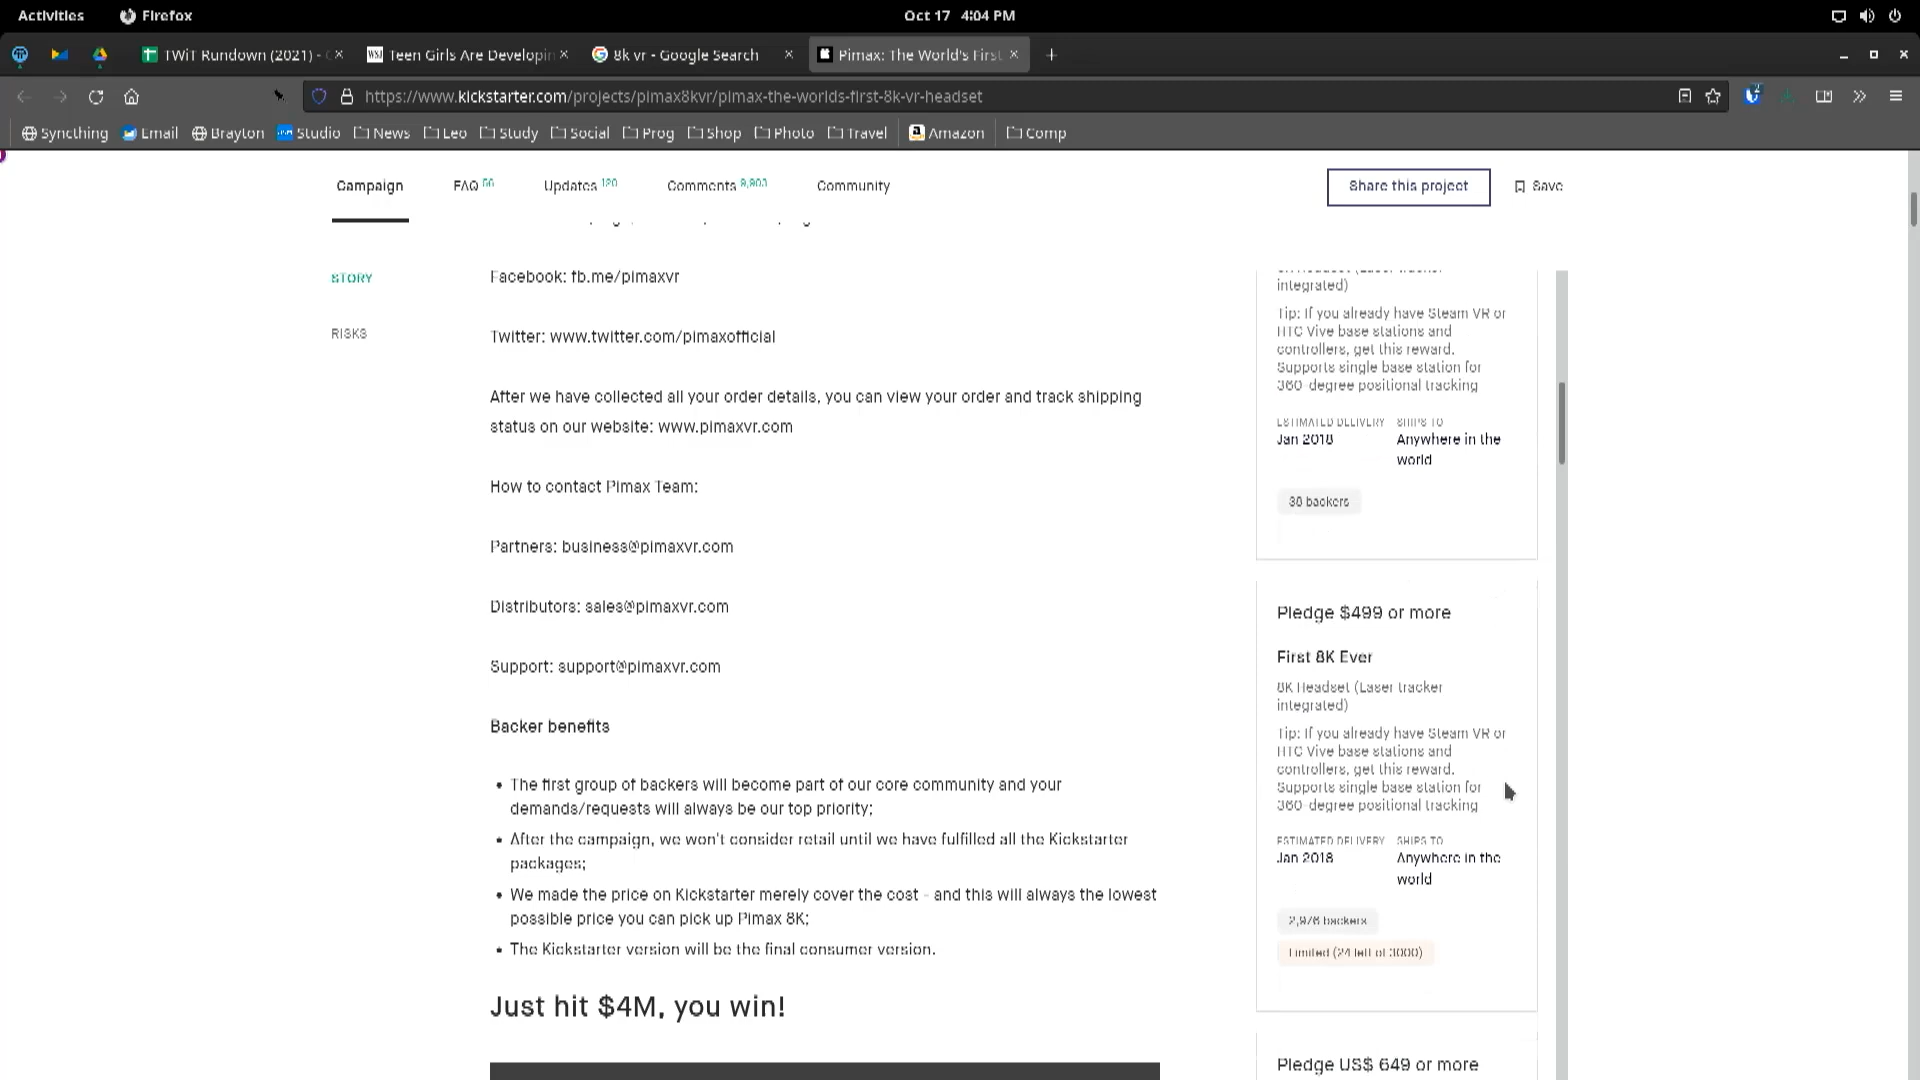 Activities Firefox Oct 17 4:04 PM
TWiT Rundown (2021) - G WSJ Teen Girls Are Developin 8k vr - Google Search Pimax: The World's First
https://www.kickstarter.com/projects/pimax8kvr/pimax-the-worlds-first-8k-vr-headset
Syncthing Email Brayton Studio News Leo Study Social Prog Shop Photo Travel Amazon Comp
Campaign FAQ 56 Updates 120 Comments 9,903 Community Share this project Save
STORY
RISKS
Facebook: fb.me/pimaxvr
Twitter: www.twitter.com/pimaxofficial
After we have collected all your order details, you can view your order and track shipping
status on our website: www.pimaxvr.com
How to contact Pimax Team:
Partners: business@pimaxvr.com
Distributors: sales@pimaxvr.com
Support: support@pimaxvr.com
Backer benefits
• The first group of backers will become part of our core community and your
demands/requests will always be our top priority;
• After the campaign, we won't consider retail until we have fulfilled all the Kickstarter
packages;
• We made the price on Kickstarter merely cover the cost - and this will always the lowest
possible price you can pick up Pimax 8K;
• The Kickstarter version will be the final consumer version.
Just hit $4M, you win!
integrated)
Tip: If you already have Steam VR or
HTC Vive base stations and
controllers, get this reward.
Supports single base station for
360-degree positional tracking
ESTIMATED DELIVERY SHIPS TO
Jan 2018 Anywhere in the
world
38 backers
Pledge $499 or more
First 8K Ever
8K Headset (Laser tracker
integrated)
Tip: If you already have Steam VR or
HTC Vive base stations and
controllers, get this reward.
Supports single base station for
360-degree positional tracking
ESTIMATED DELIVERY SHIPS TO
Jan 2018 Anywhere in the
world
2,976 backers
Limited (24 left of 3000)
Pledge US$ 649 or more